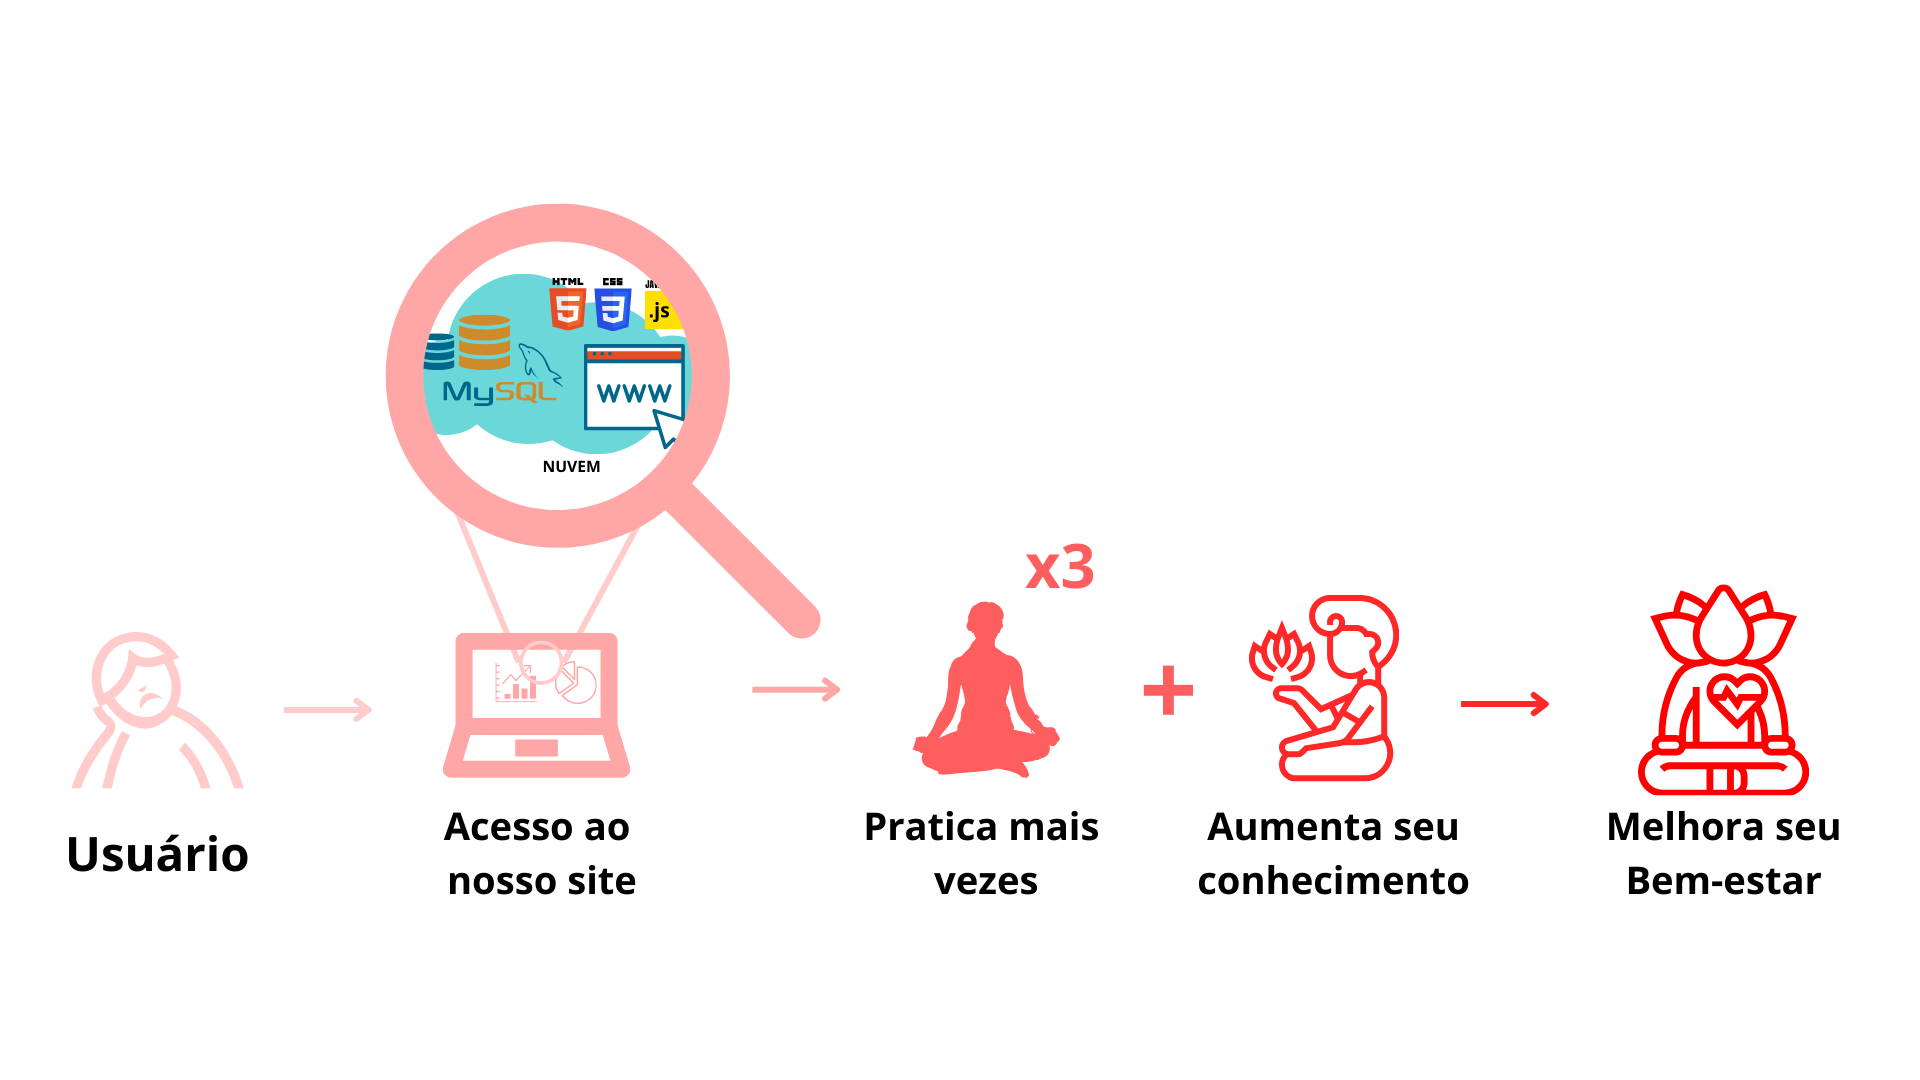 HTML
CSS
.js
MySQL
WWW
NUVEM
x3
Usuário
Acesso ao
nosso site
Pratica mais
vezes
Aumenta seu
conhecimento
Melhora seu
Bem-estar